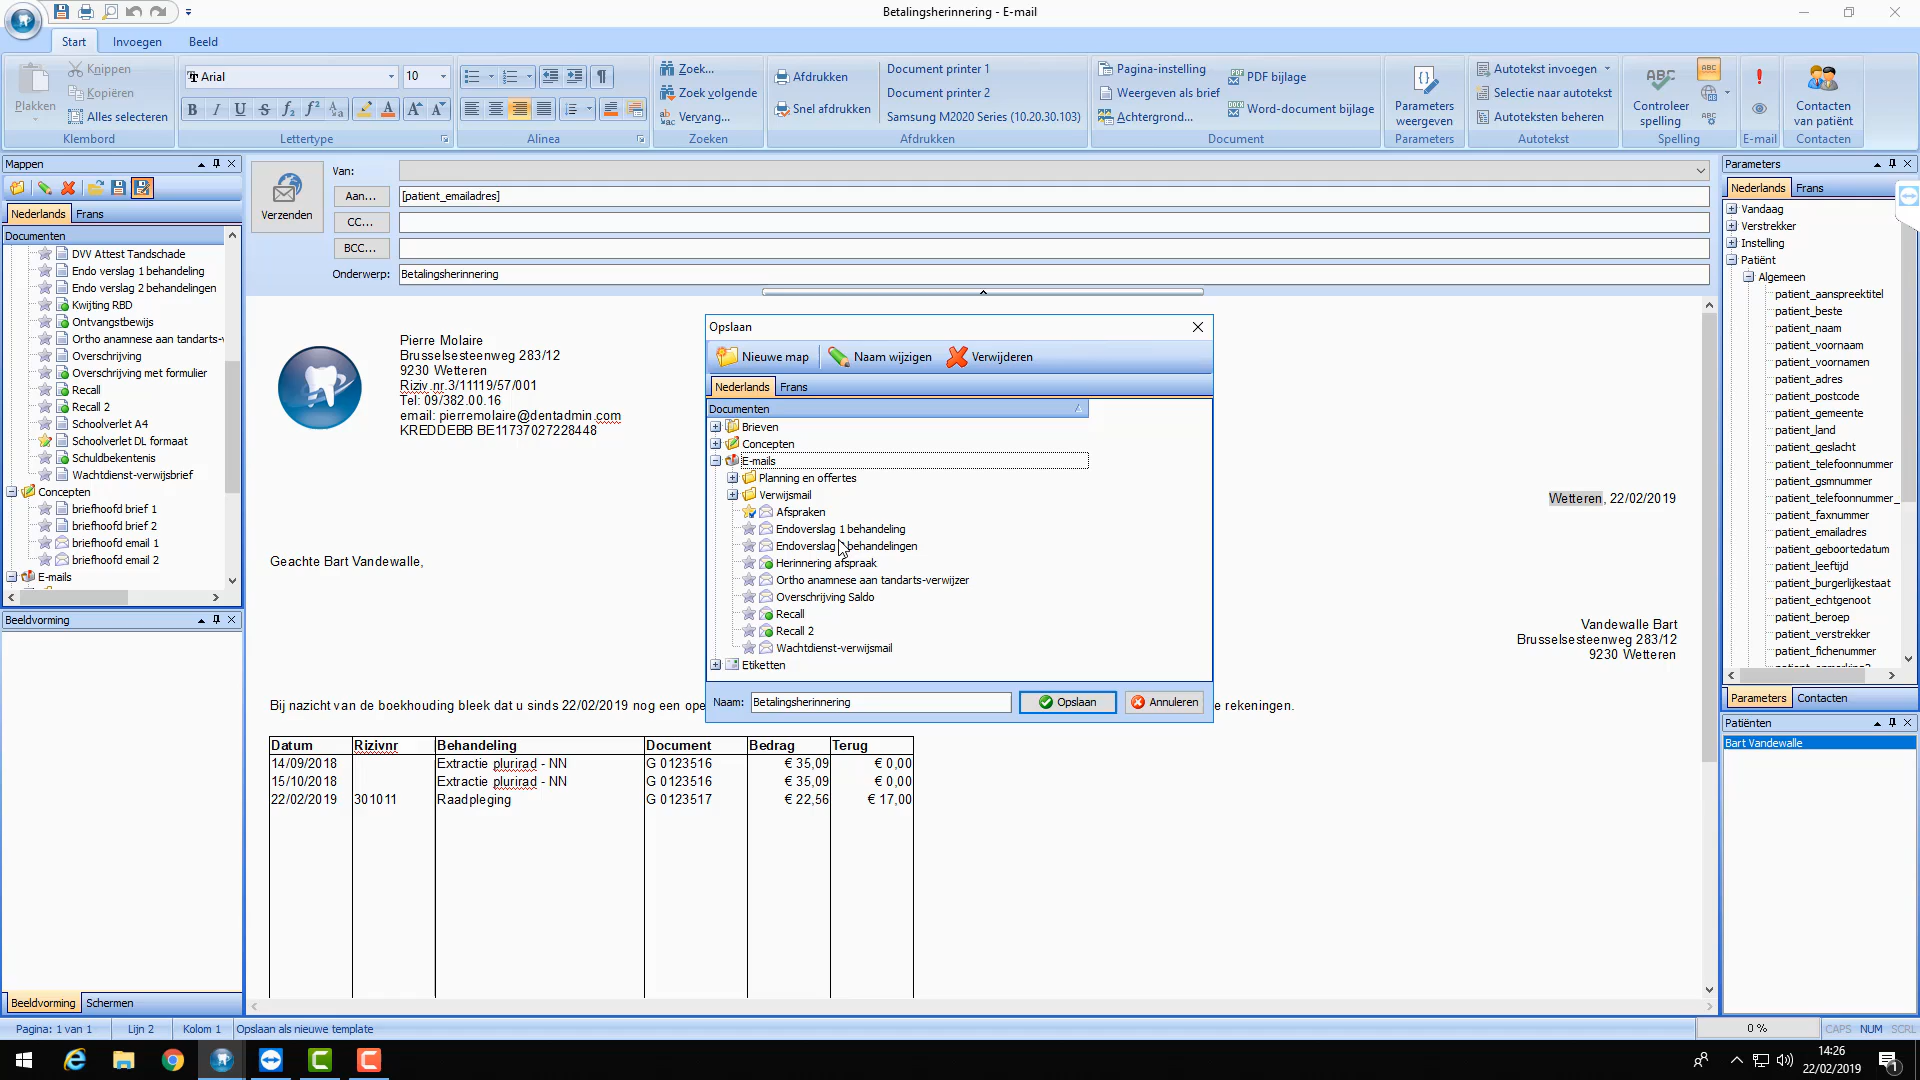 Betalingsherinnering - E-mail
Start
Invoegen
Beeld
Plakken
Knippen
Kopiëren
Alles selecteren
Klembord
Arial
10
Lettertype
Alinea
Zoek...
Zoek volgende
Vervang...
Zoeken
Afdrukken
Snel afdrukken
Document printer 1
Document printer 2
Samsung M2020 Series (10.20.30.103)
Afdrukken
Pagina-instelling
Weergeven als brief
Achtergrond...
PDF bijlage
Word-document bijlage
Document
Parameters
weergeven
Parameters
Autotekst invoegen
Selectie naar autotekst
Autoteksten beheren
Autotekst
Controleer
spelling
Spelling
E-mail
Contacten
van patiënt
Contacten
Mappen
Nederlands
Frans
Documenten
DVV Attest Tandschade
Endo verslag 1 behandeling
Endo verslag 2 behandelingen
Kwijting RBD
Ontvangstbewijs
Ortho anamnese aan tandarts-v
Overschrijving
Overschrijving met formulier
Recall
Recall 2
Schoolverlet A4
Schoolverlet DL formaat
Schuldbekentenis
Wachtdienst-verwijsbrief
Concepten
briefhoofd brief 1
briefhoofd brief 2
briefhoofd email 1
briefhoofd email 2
E-mails
Beeldvorming
Beeldvorming
Schermen
Verzenden
Van:
Aan...
[patient_emailadres]
CC...
BCC...
Onderwerp:
Betalingsherinnering
Pierre Molaire
Brusselsesteenweg 283/12
9230 Wetteren
Riziv.nr.3/11119/57/001
Tel: 09/382.00.16
email: pierremolaire@dentadmin.com
KREDDEBB BE11737027228448
Wetteren, 22/02/2019
Geachte Bart Vandewalle,
Vandewalle Bart
Brusselsesteenweg 283/12
9230 Wetteren
Bij nazicht van de boekhouding bleek dat u sinds 22/02/2019 nog een ope
e rekeningen.
Datum Rizivnr Behandeling Document Bedrag Terug
14/09/2018 Extractie plurirad - NN G 0123516 € 35,09 € 0,00
15/10/2018 Extractie plurirad - NN G 0123516 € 35,09 € 0,00
22/02/2019 301011 Raadpleging G 0123517 € 22,56 € 17,00
Opslaan
Nieuwe map
Naam wijzigen
Verwijderen
Nederlands
Frans
Documenten
Brieven
Concepten
E-mails
Planning en offertes
Verwijsmail
Afspraken
Endoverslag 1 behandeling
Endoverslag behandelingen
Herinnering afspraak
Ortho anamnese aan tandarts-verwijzer
Overschrijving Saldo
Recall
Recall 2
Wachtdienst-verwijsmail
Etiketten
Naam:
Betalingsherinnering
Opslaan
Annuleren
Parameters
Nederlands
Frans
Vandaag
Verstrekker
Instelling
Patiënt
Algemeen
patient_aanspreektitel
patient_beste
patient_naam
patient_voornaam
patient_voornamen
patient_adres
patient_postcode
patient_gemeente
patient_land
patient_geslacht
patient_telefoonnummer
patient_gsmnummer
patient_telefoonnummer_
patient_faxnummer
patient_emailadres
patient_geboortedatum
patient_leeftijd
patient_burgerlijkestaat
patient_echtgenoot
patient_beroep
patient_verstrekker
patient_fichenummer
Parameters
Contacten
Patiënten
Bart Vandewalle
Pagina: 1 van 1
Lijn 2
Kolom 1
Opslaan als nieuwe template
0 %
CAPS
NUM
SCRL
14:26
22/02/2019
1